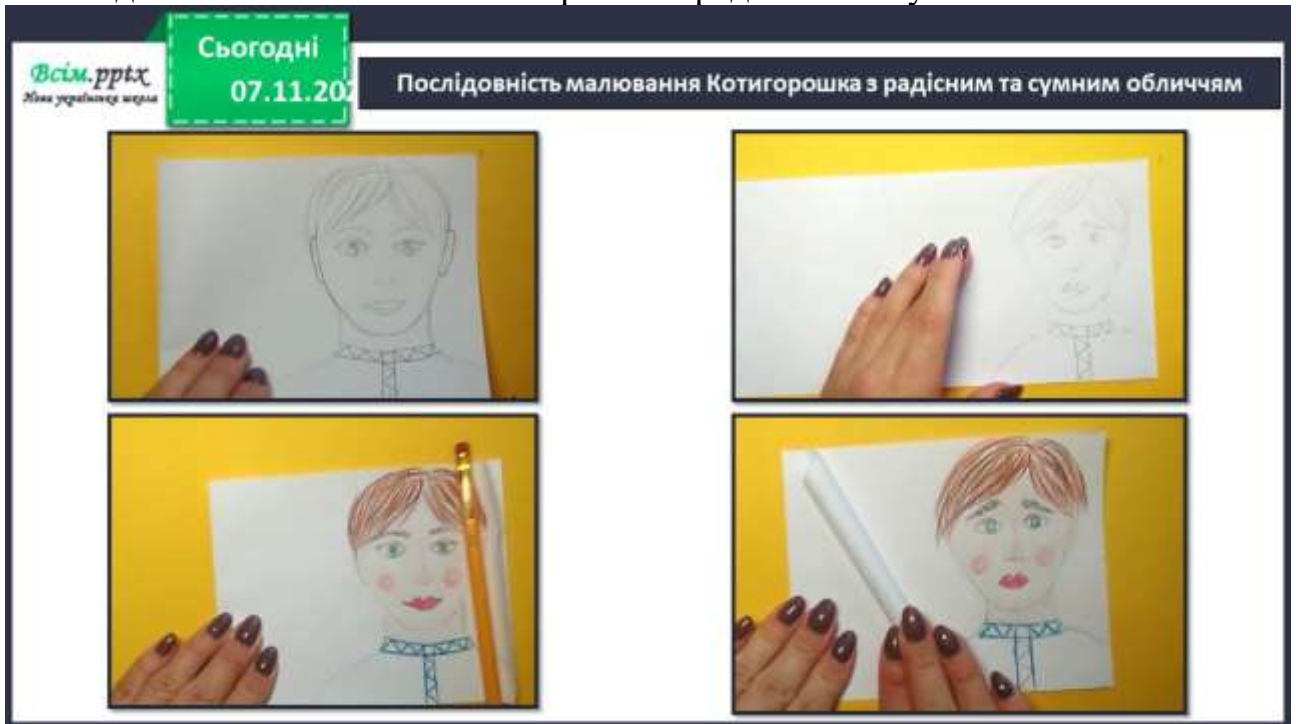 Всім.pptx
Нова українська школа
Сьогодні
07.11.202
Послідовність малювання Котигорошка з радісним та сумним обличчям